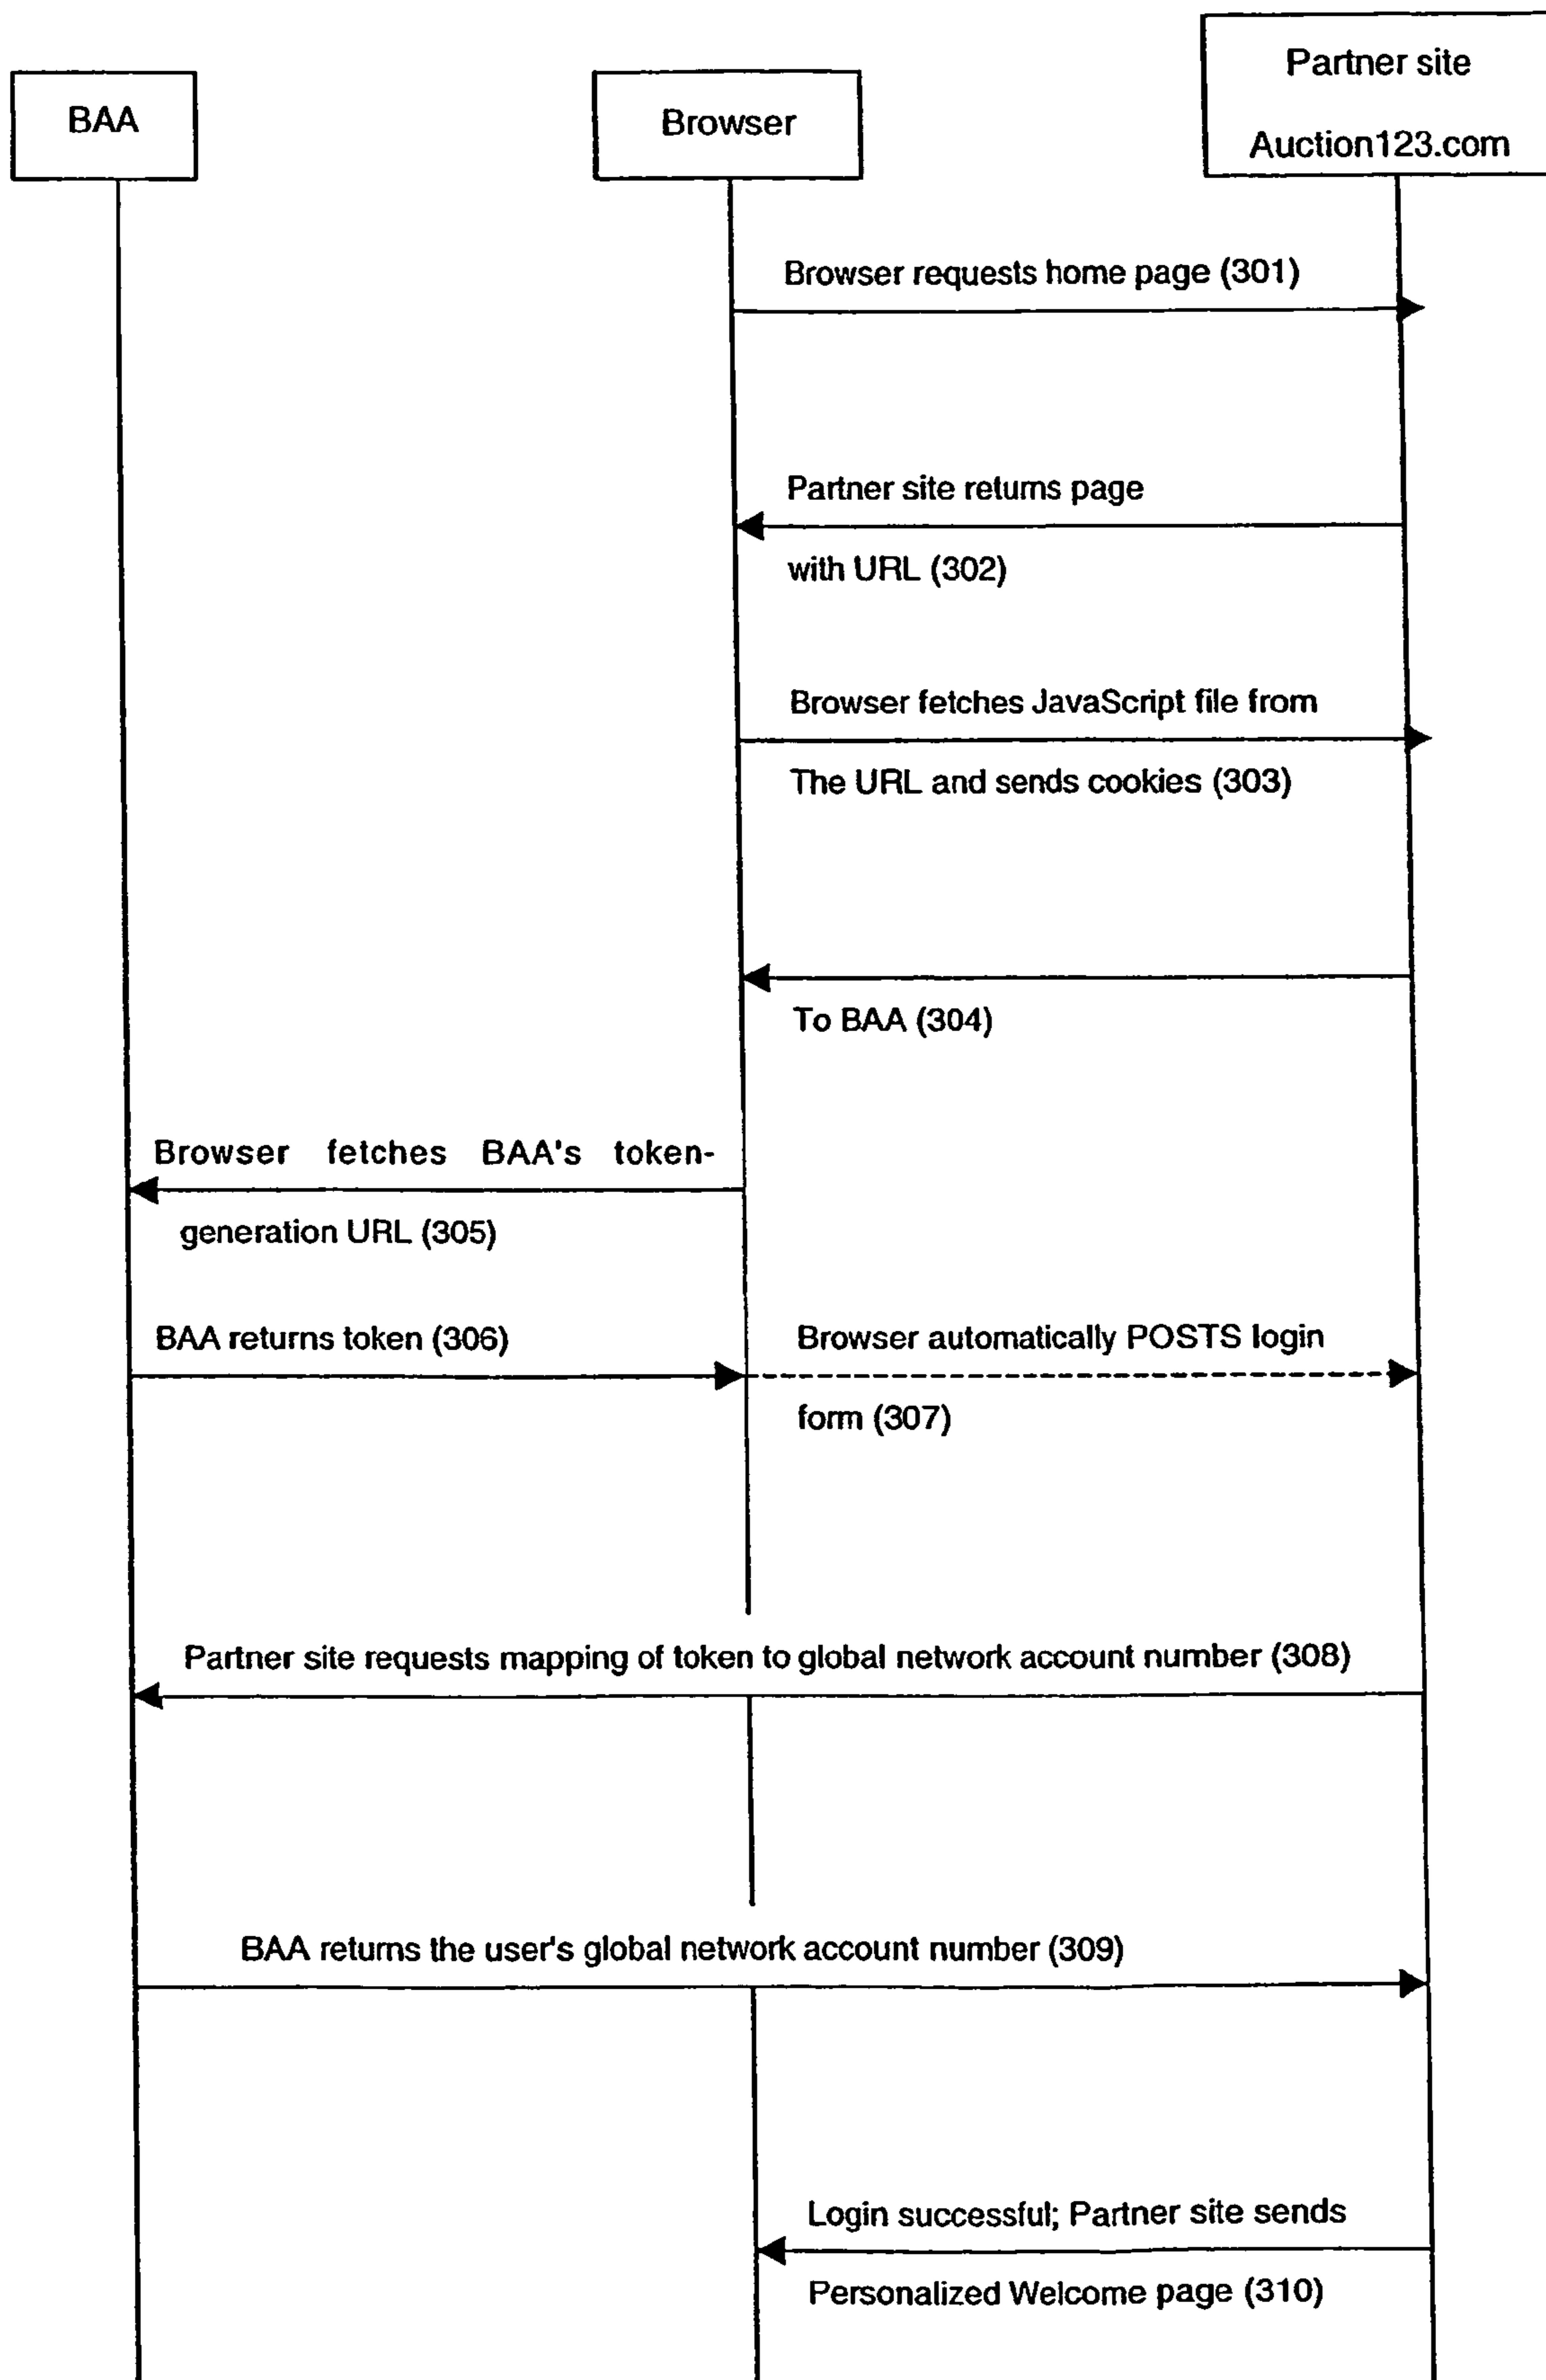 BAA
Browser
Partner site
Auction123.com
Browser requests home page (301)
Partner site returns page
with URL (302)
Browser fetches JavaScript file from
The URL and sends cookies (303)
To BAA (304)
Browser fetches BAA's token-
generation URL (305)
BAA returns token (306)
Browser automatically POSTS login
form (307)
Partner site requests mapping of token to global network account number (308)
BAA returns the user's global network account number (309)
Login successful; Partner site sends
Personalized Welcome page (310)